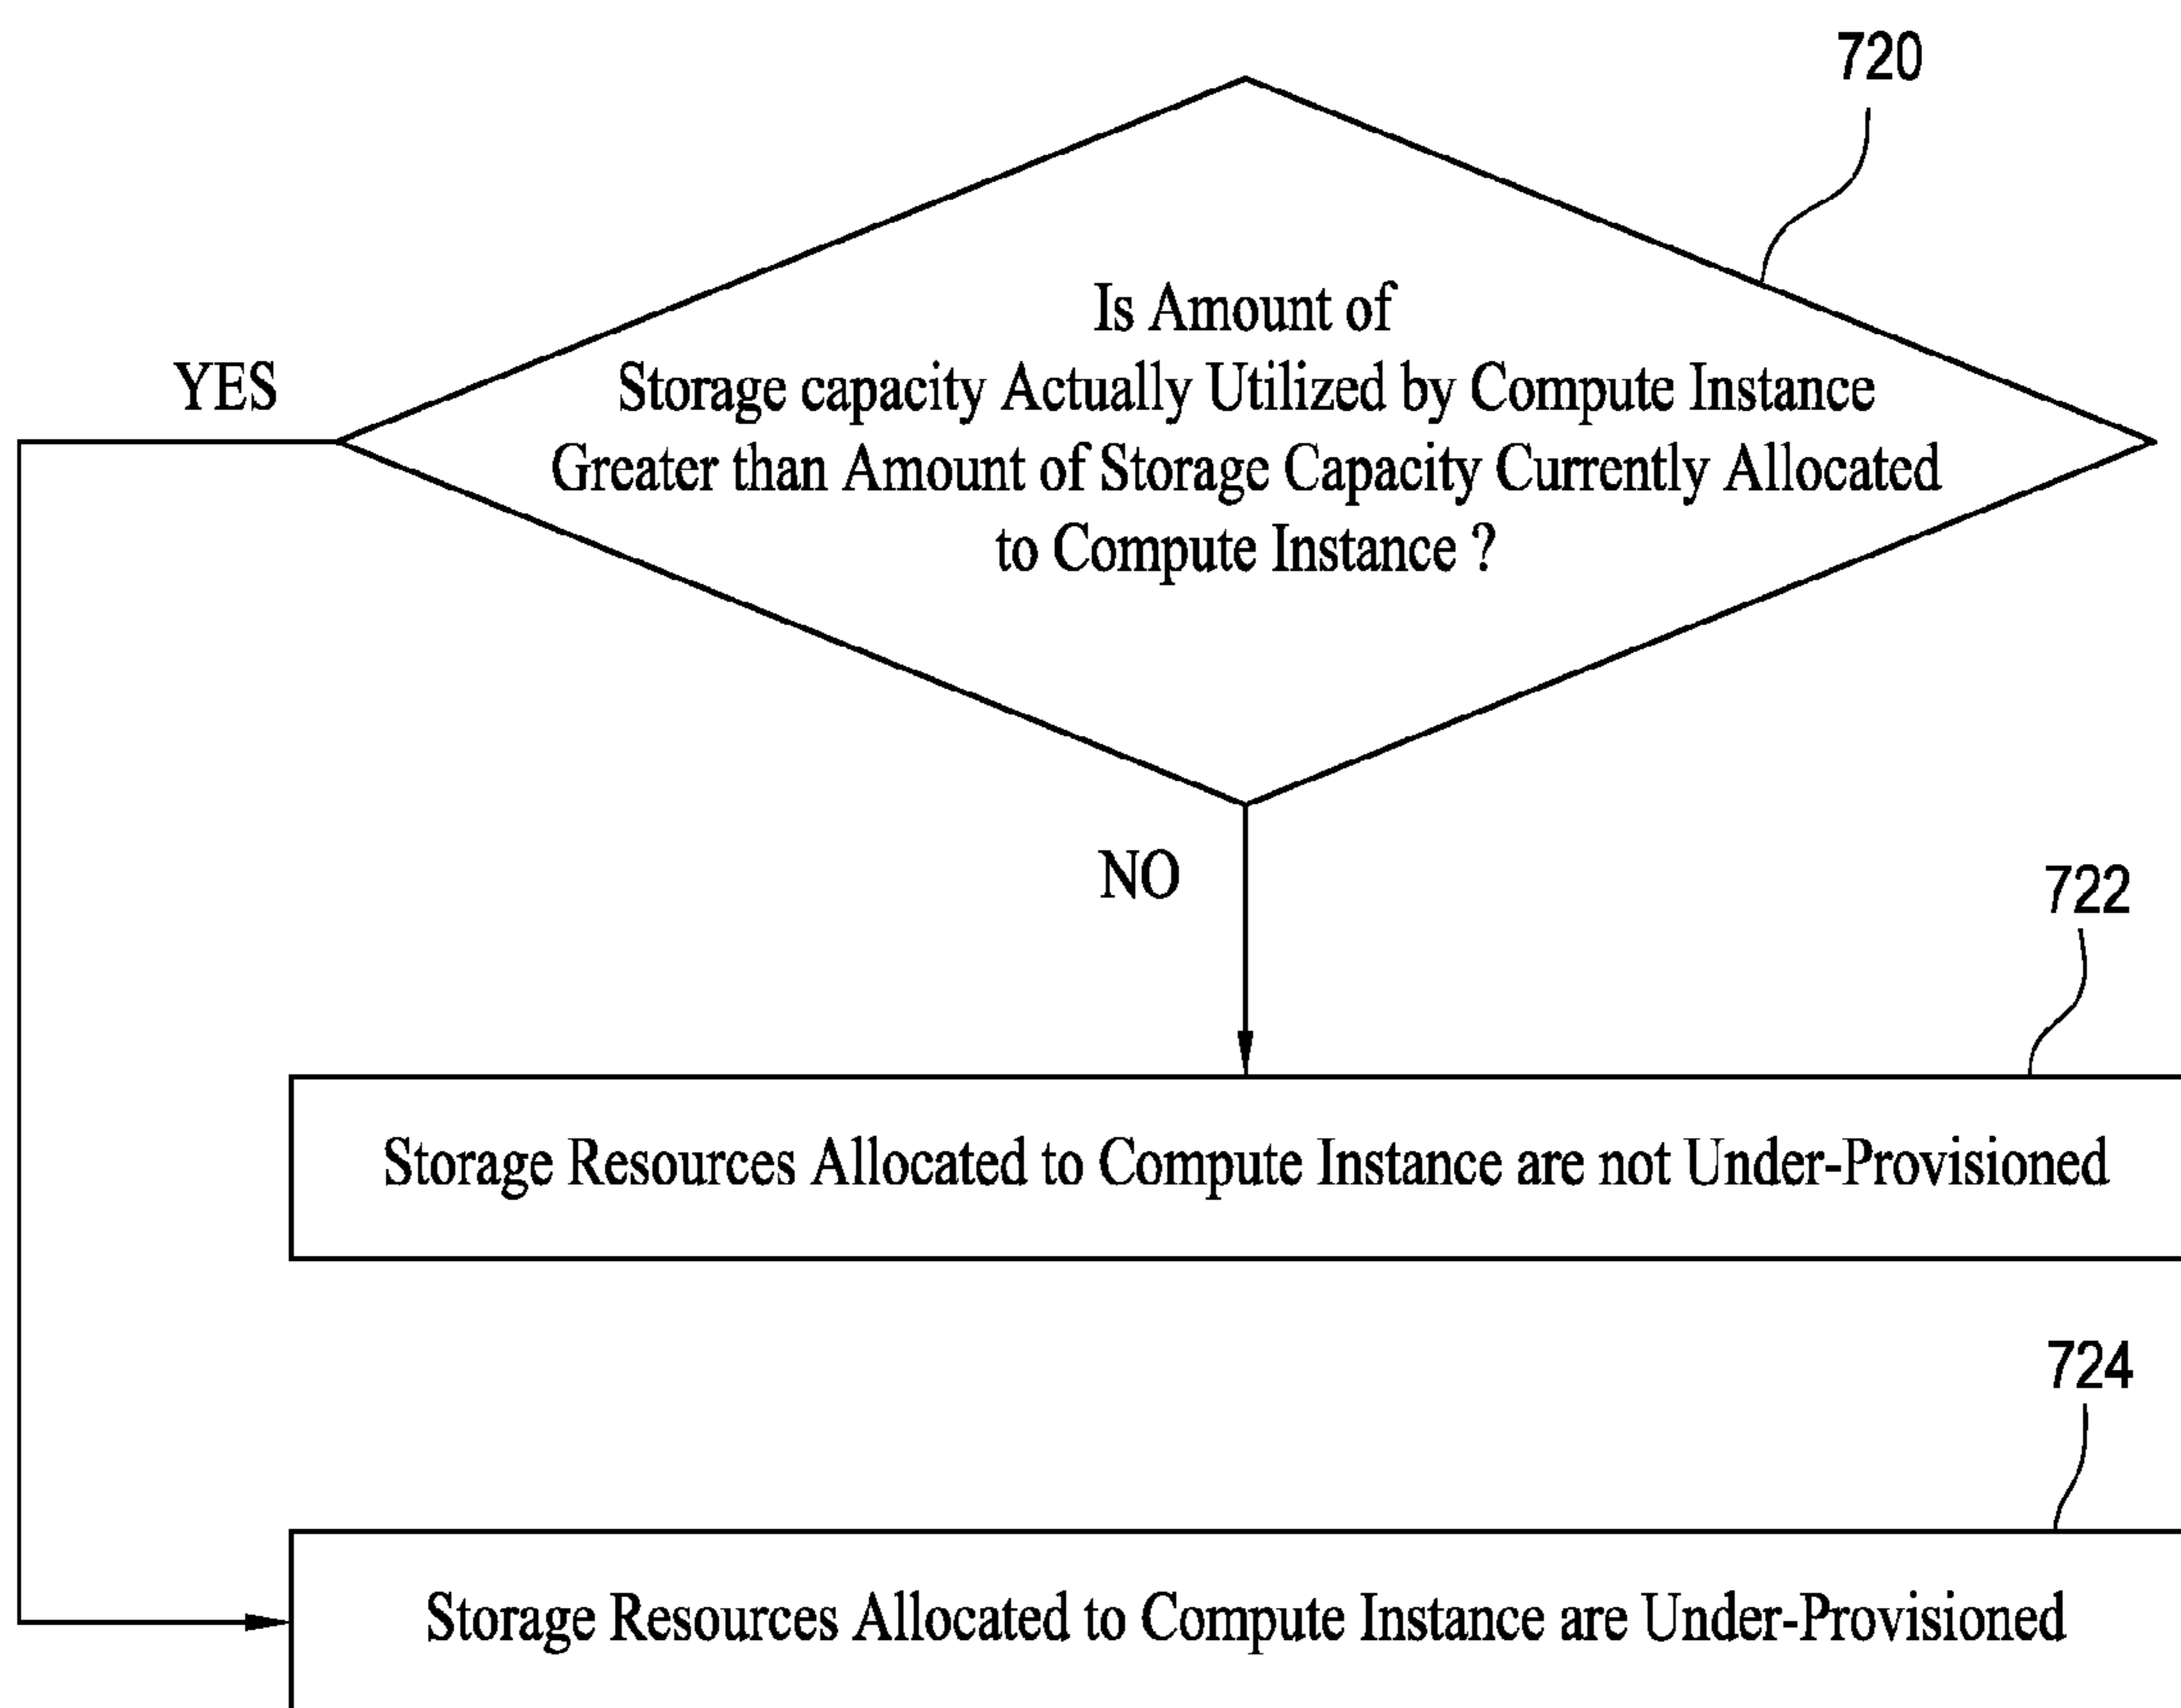 720
Is Amount of
Storage capacity Actually Utilized by Compute Instance
Greater than Amount of Storage Capacity Currently Allocated
to Compute Instance ?
YES
NO
722
Storage Resources Allocated to Compute Instance are not Under-Provisioned
724
Storage Resources Allocated to Compute Instance are Under-Provisioned